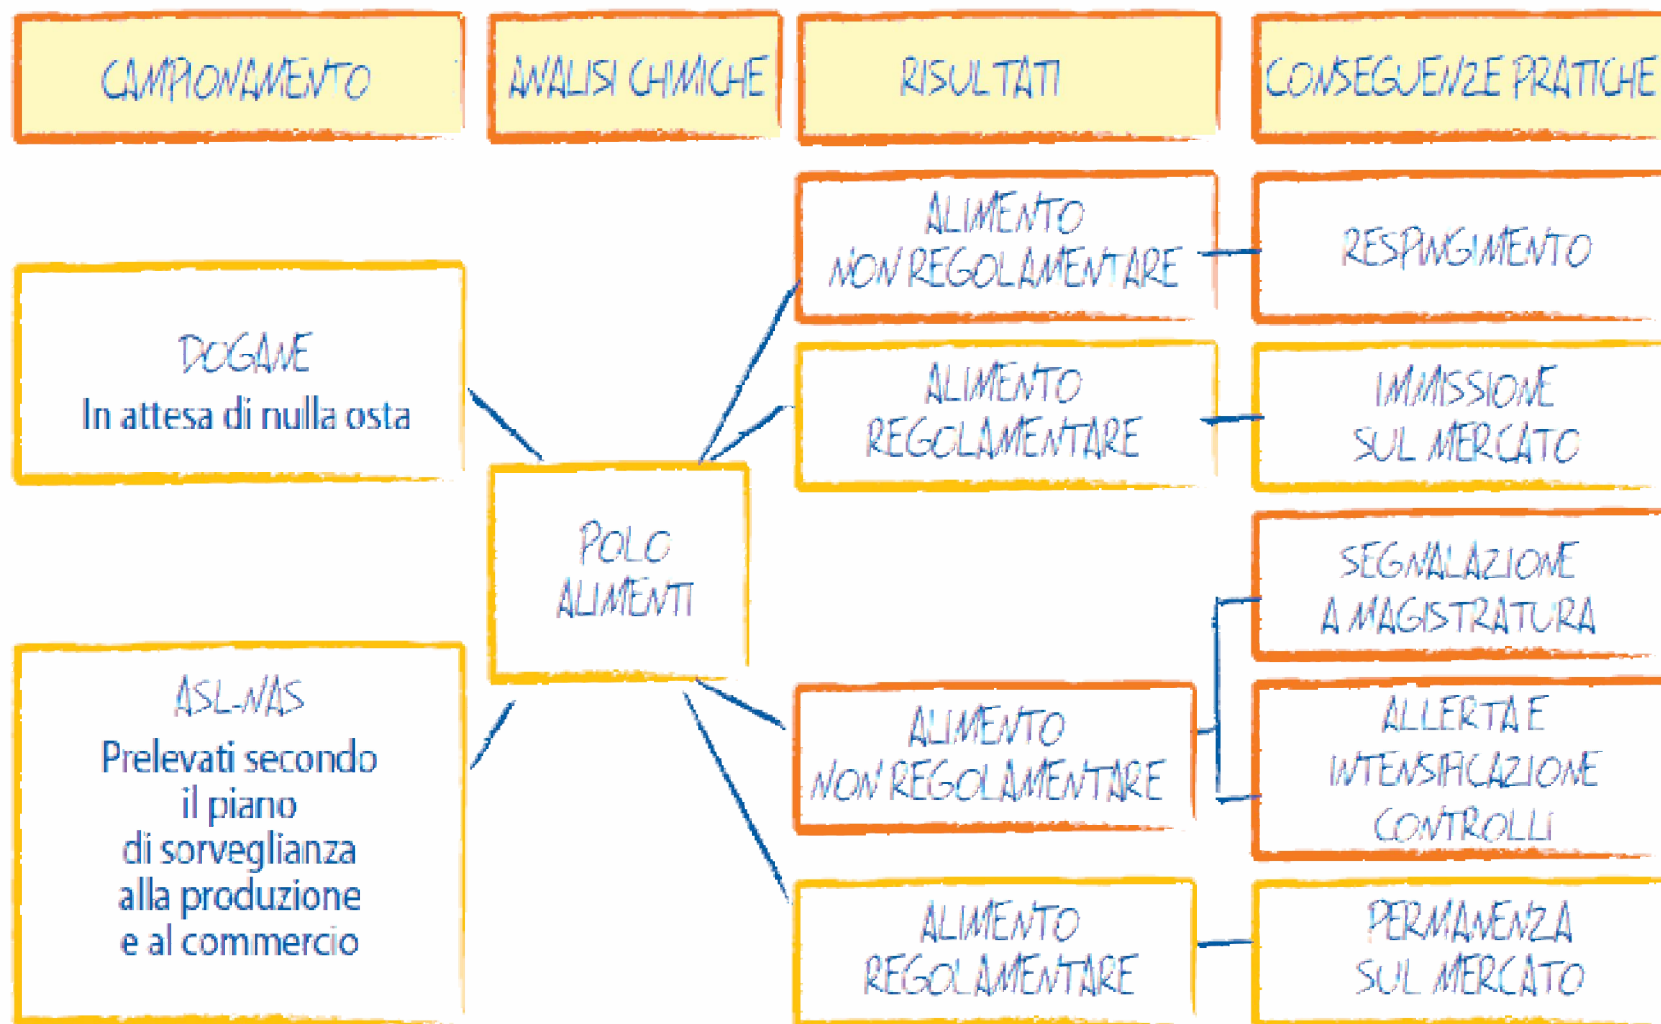 CAMPIONAMENTO
ANALISI CHIMICHE
RISULTATI
CONSEGUENZE PRATICHE
DOGANE
In attesa di nulla osta
ASL-NAS
Prelevati secondo
il piano
di sorveglianza
alla produzione
e al commercio
POLO
ALIMENTI
ALIMENTO
NON REGOLAMENTARE
RESPINGIMENTO
ALIMENTO
REGOLAMENTARE
IMMISSIONE
SUL MERCATO
ALIMENTO
NON REGOLAMENTARE
SEGNALAZIONE
A MAGISTRATURA
ALLERTA E
INTENSIFICAZIONE
CONTROLLI
ALIMENTO
REGOLAMENTARE
PERMANENZA
SUL MERCATO